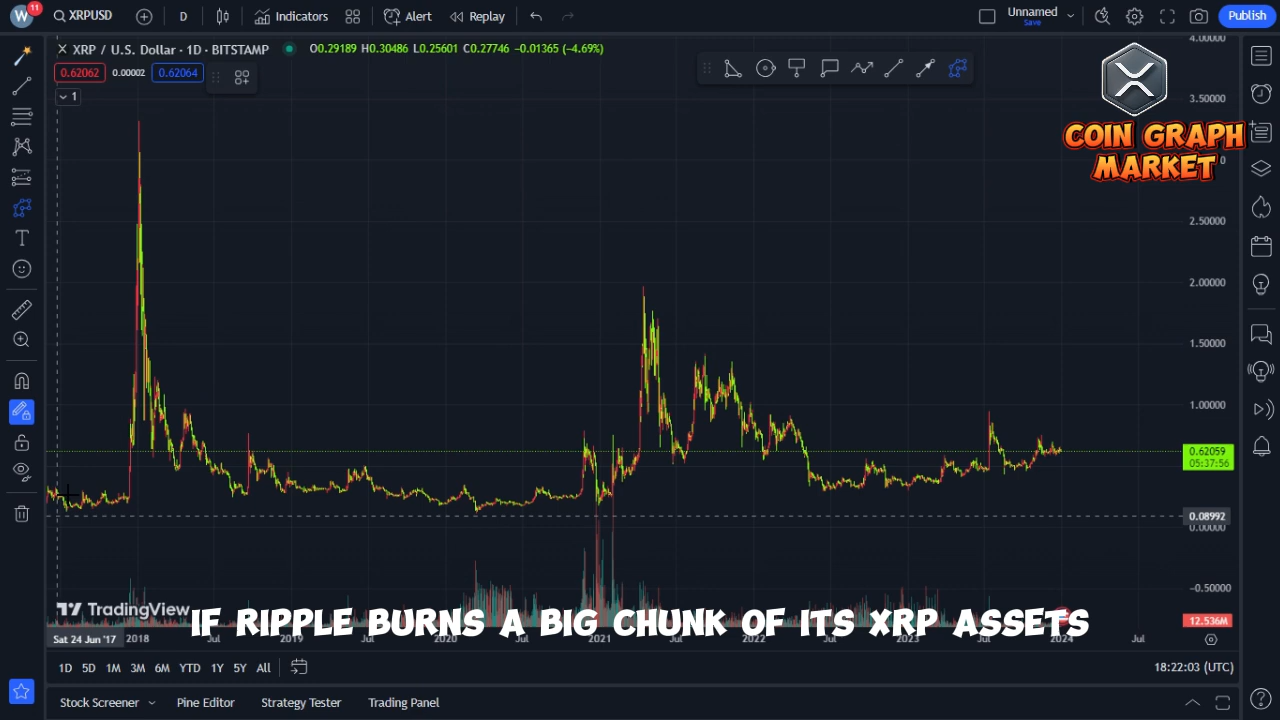 W 11 XRPUSD D Indicators Alert Replay Unnamed Save Publish
XRP / U.S. Dollar · 1D · BITSTAMP O0.29189 H0.30486 L0.25601 C0.27746 −0.01365 (−4.69%)
0.62062 0.00002 0.62064
1
COIN GRAPH
MARKET
4.00000
3.50000
0
2.50000
2.00000
1.50000
1.00000
0.62059
05:37:56
0.08992
0.00000
−0.50000
12.536M
TradingView
IF RIPPLE BURNS A BIG CHUNK OF ITS XRP ASSETS
Sat 24 Jun '17 2018 Jul 2019 Jul 2020 Jul 2021 Jul 2022 Jul 2023 Jul 2024 Jul
1D 5D 1M 3M 6M YTD 1Y 5Y All 18:22:03 (UTC)
Stock Screener Pine Editor Strategy Tester Trading Panel